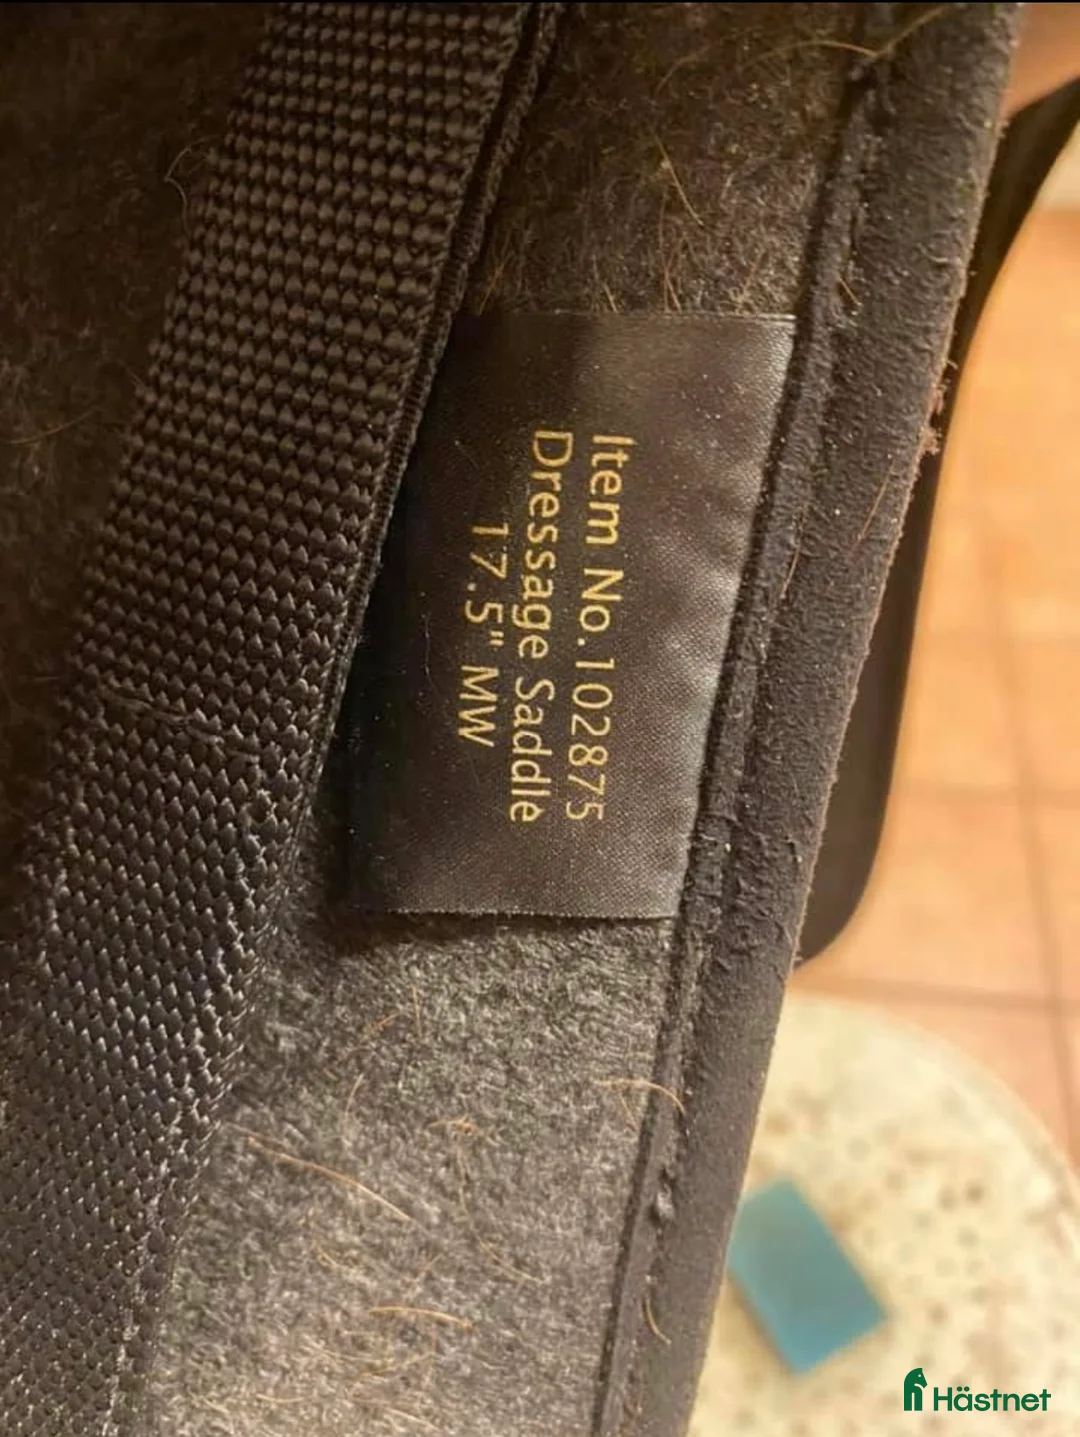 Item No.102875
Dressage Saddle
17.5" MW
Hästnet